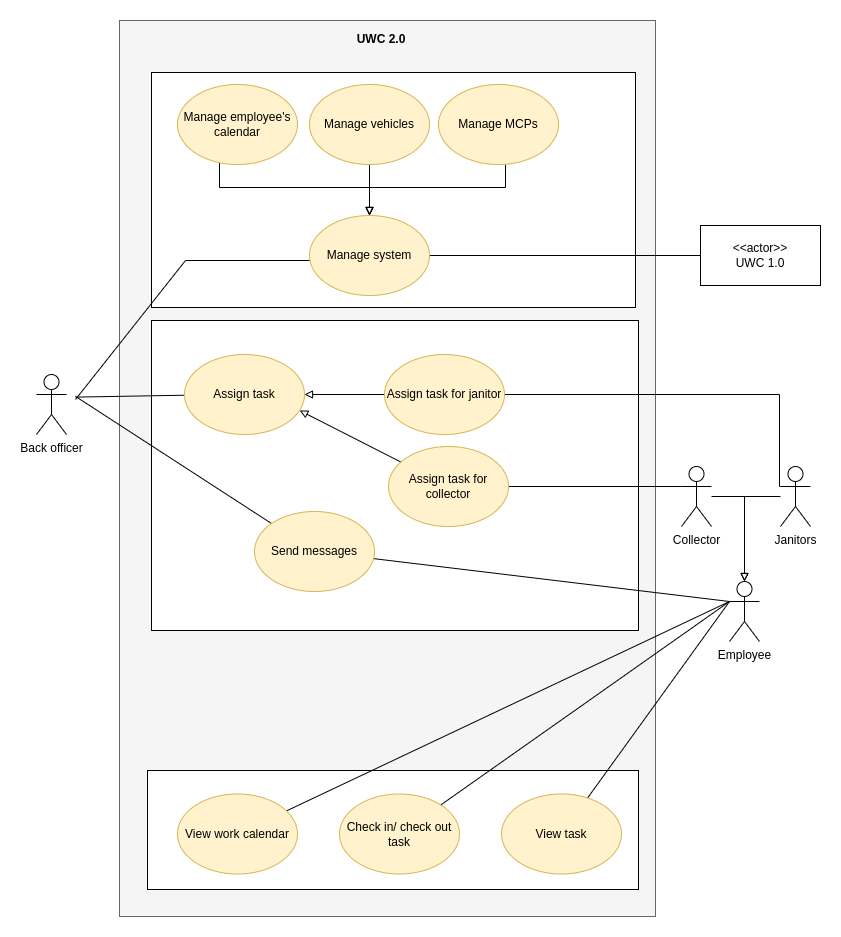 UWC 2.0
Manage employee's
calendar
Manage vehicles
Manage MCPs
Manage system
<<actor>>
UWC 1.0
Assign task
Assign task for janitor
Back officer
Assign task for
collector
Collector
Janitors
Send messages
Employee
View work calendar
Check in/ check out
task
View task